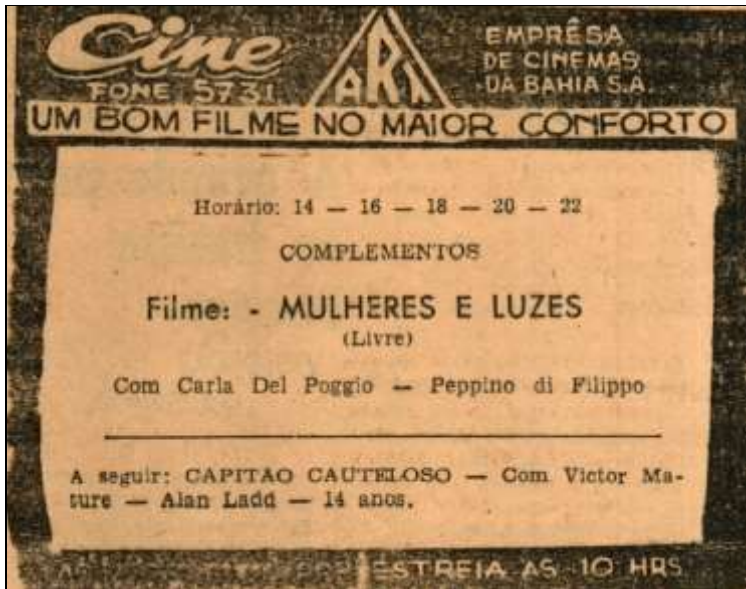 Cine
FONE 5731
EMPRÊSA
DE CINEMAS
DA BAHIA S.A.
UM BOM FILME NO MAIOR CONFORTO
Horário: 14 — 16 — 18 — 20 — 22
COMPLEMENTOS
Filme: - MULHERES E LUZES
(Livre)
Com Carla Del Poggio — Peppino di Filippo
A seguir: CAPITAO CAUTELOSO — Com Victor Ma-
ture — Alan Ladd — 14 anos.
ESTREIA AS 10 HRS